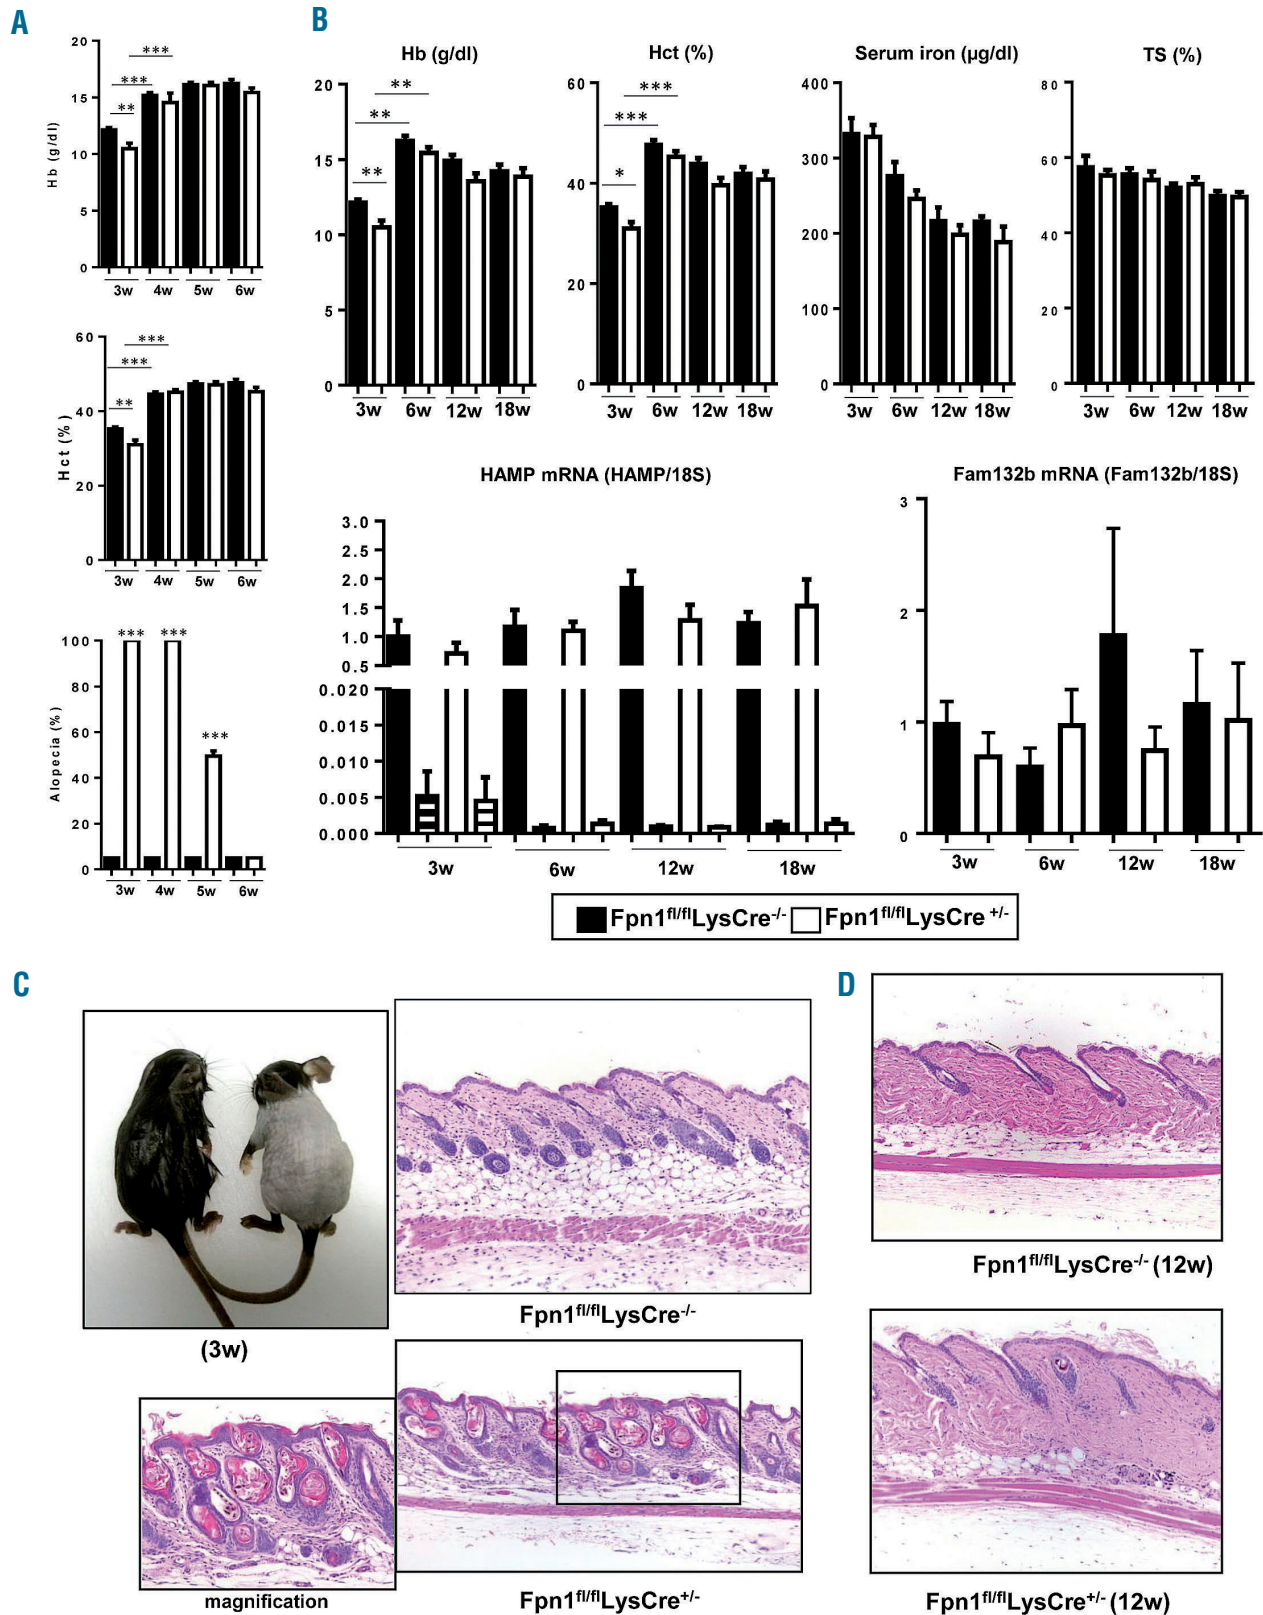 A
B
Hb (g/dl)
20
15
10
5
0
***
***
**
3w 4w 5w 6w
Hct (%)
60
40
20
0
***
***
**
3w 4w 5w 6w
Alopecia (%)
100
80
60
40
20
0
*** *** ***
3w 4w 5w 6w
Hb (g/dl)
20
15
10
5
0
**
**
**
3w 6w 12w 18w
Hct (%)
60
40
20
0
***
***
*
3w 6w 12w 18w
Serum iron (µg/dl)
400
300
200
100
0
3w 6w 12w 18w
TS (%)
80
60
40
20
0
3w 6w 12w 18w
HAMP mRNA (HAMP/18S)
3.0
2.5
2.0
1.5
1.0
0.5
0.020
0.015
0.010
0.005
0.000
3w 6w 12w 18w
Fam132b mRNA (Fam132b/18S)
3
2
1
0
3w 6w 12w 18w
Fpn1fl/flLysCre-/- Fpn1fl/flLysCre+/-
C
D
(3w)
Fpn1fl/flLysCre-/-
magnification
Fpn1fl/flLysCre+/-
Fpn1fl/flLysCre-/- (12w)
Fpn1fl/flLysCre+/- (12w)